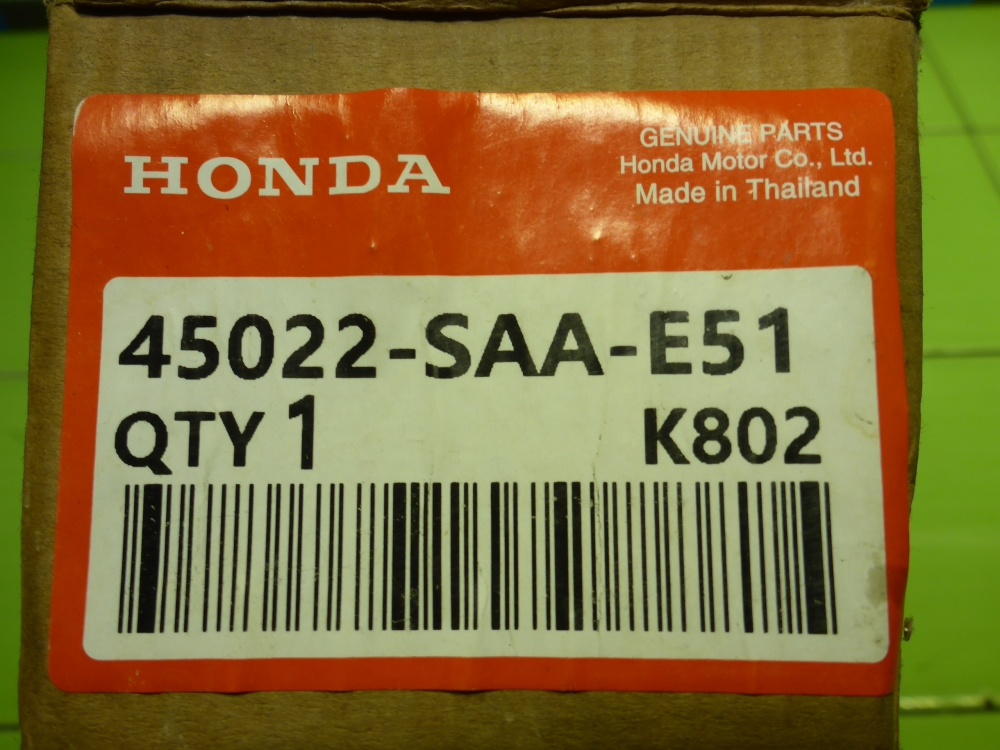 HONDA
GENUINE PARTS
Honda Motor Co., Ltd.
Made in Thailand
45022-SAA-E51
QTY 1 K802